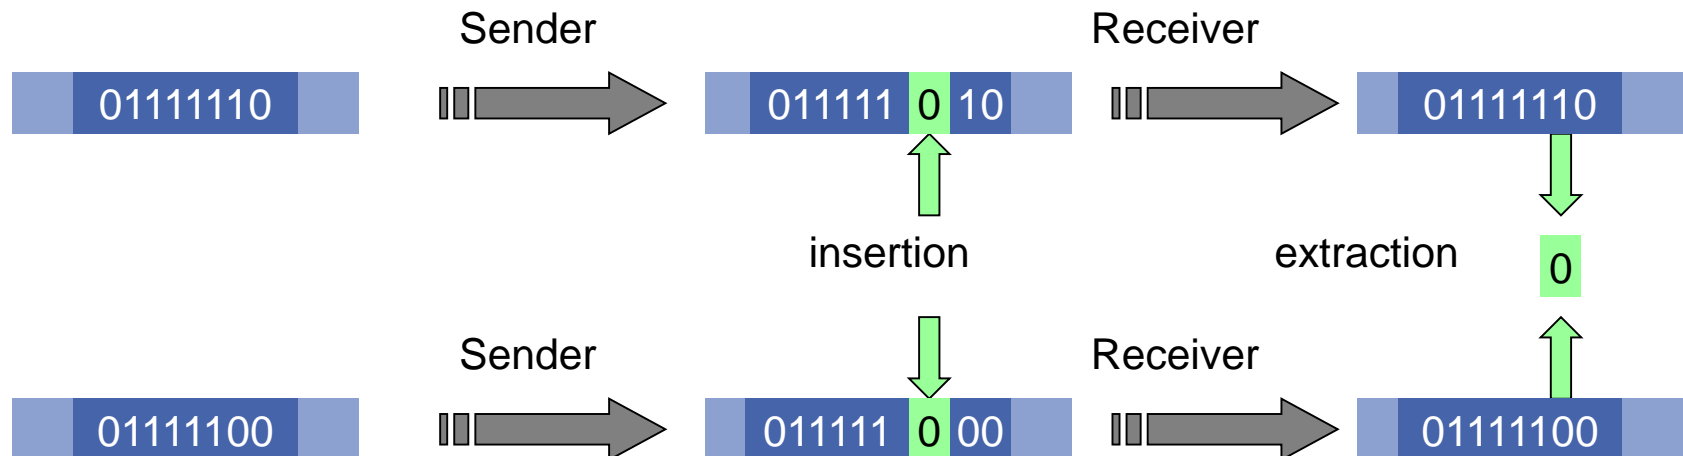 Sender Receiver
01111110 011111 0 10 01111110
insertion extraction 0
Sender Receiver
01111100 011111 0 00 01111100